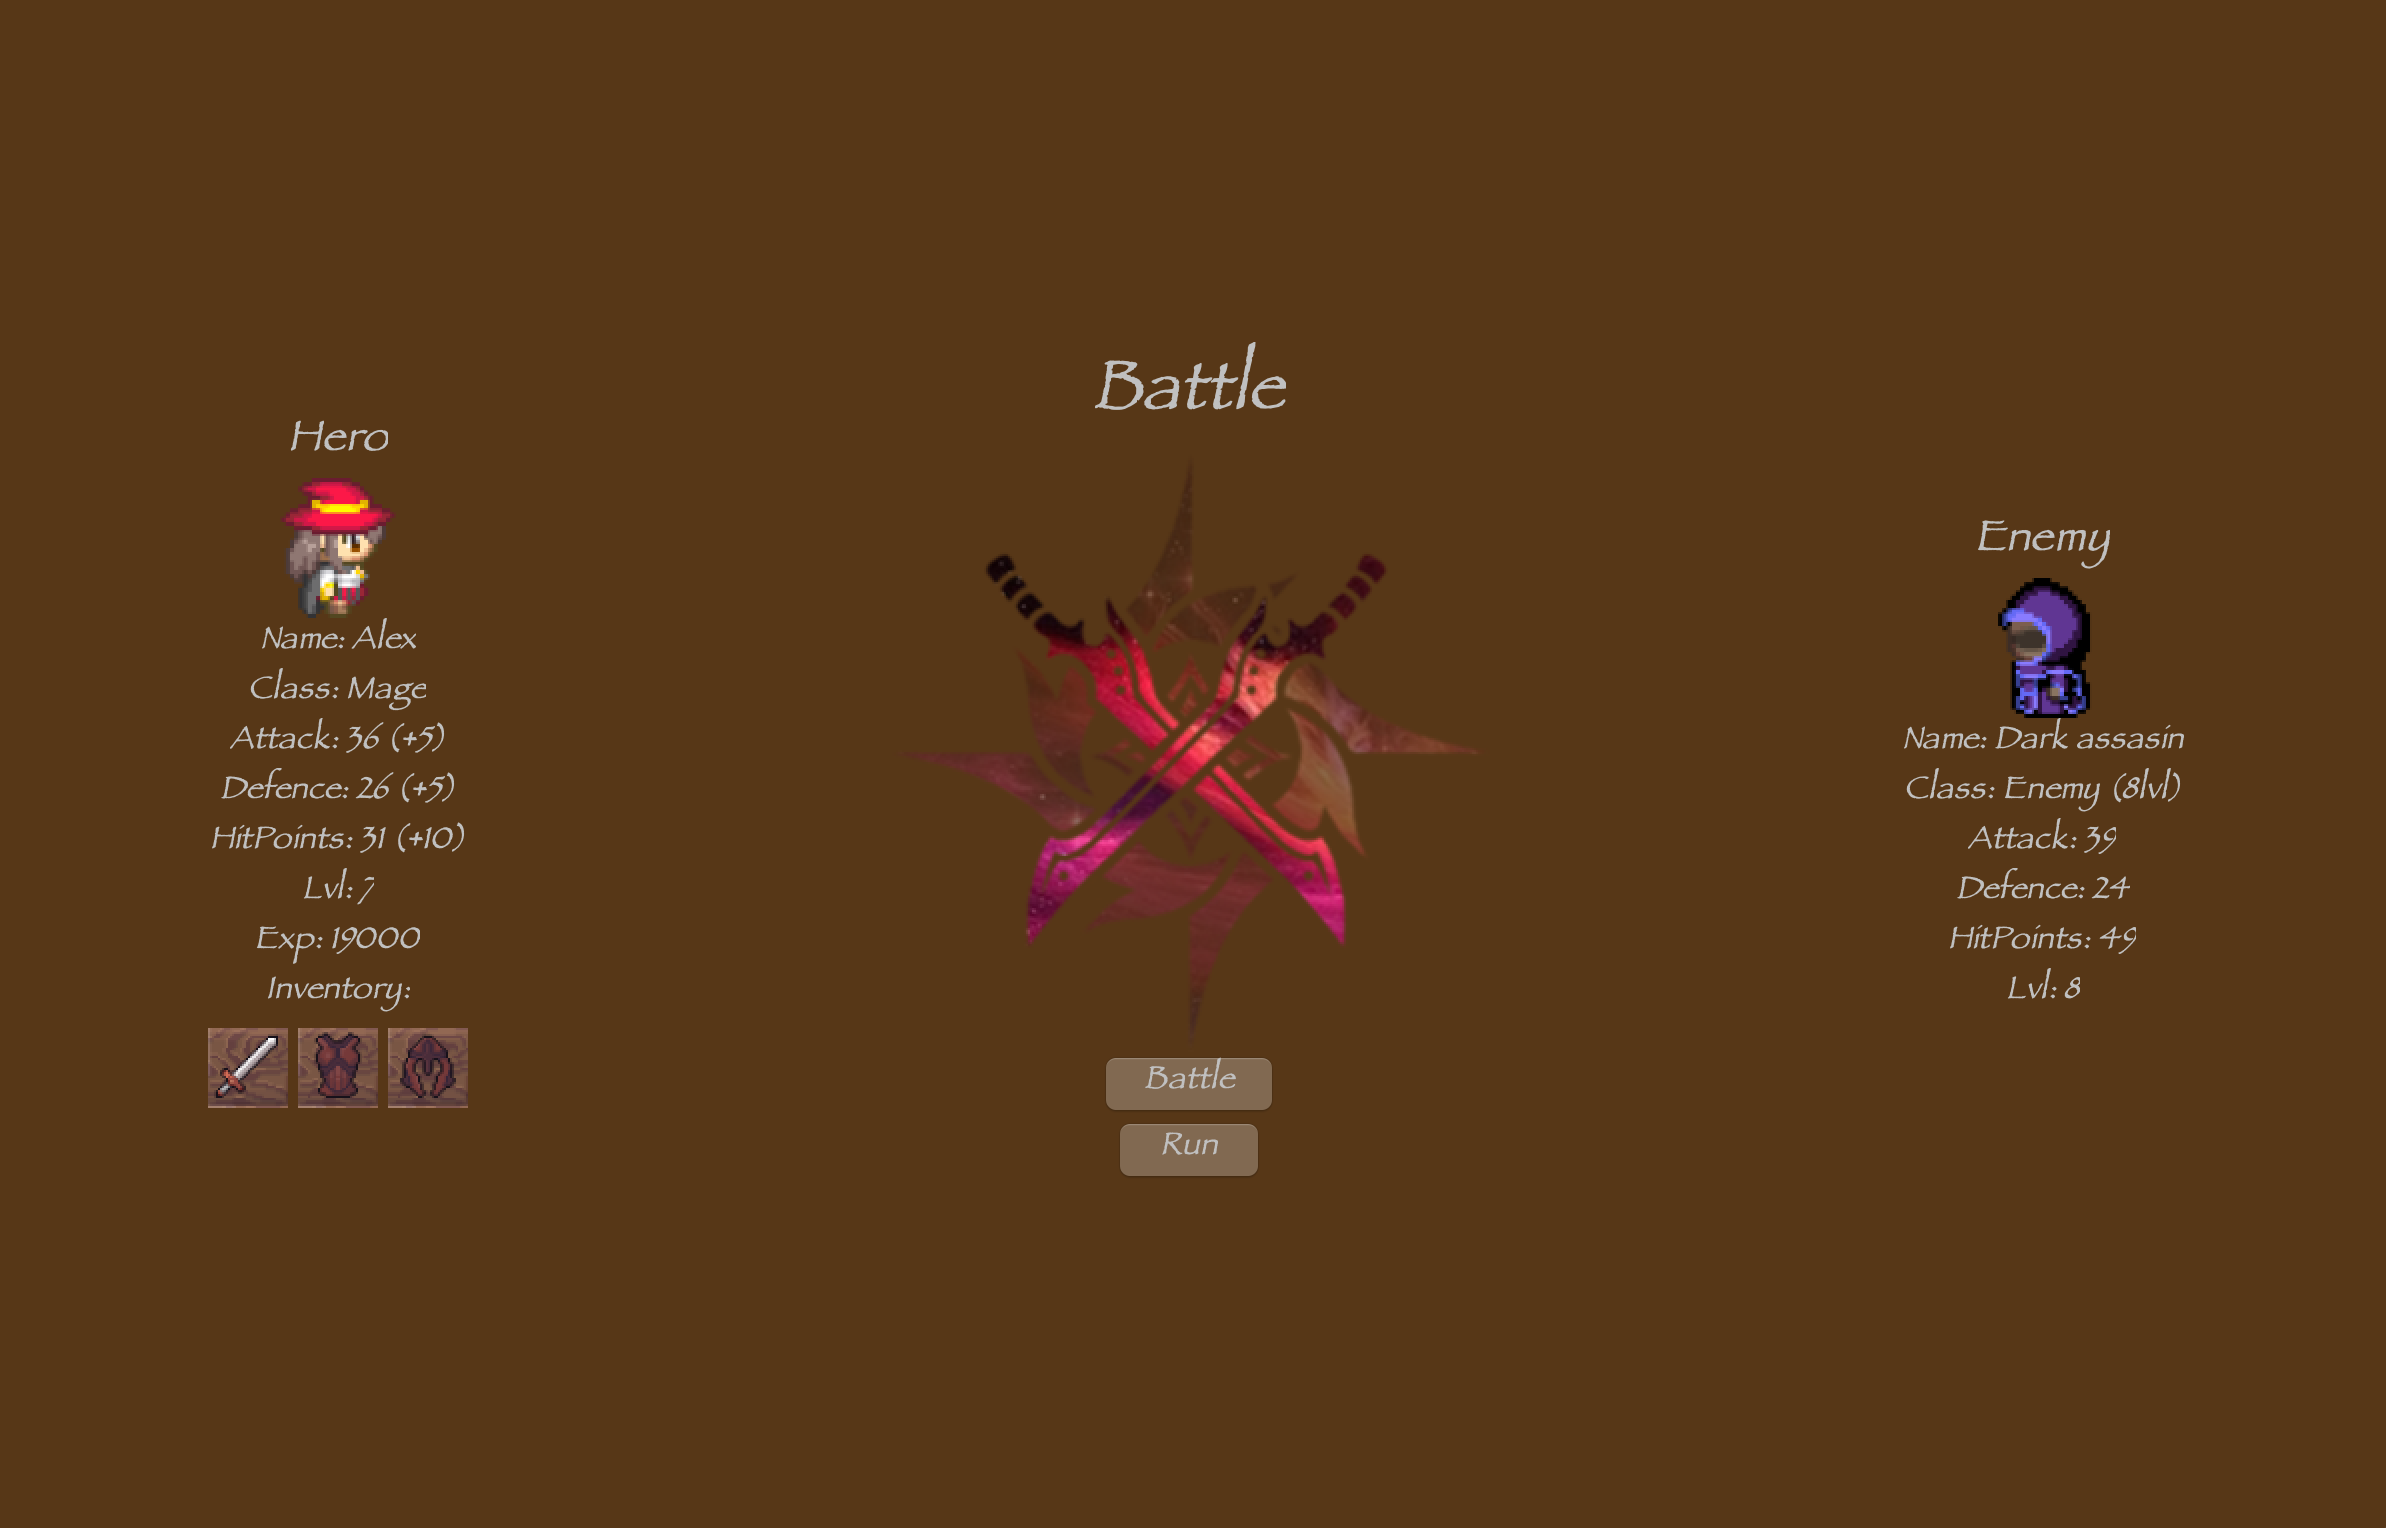 Battle
Hero
Name: Alex
Class: Mage
Attack: 36 (+5)
Defence: 26 (+5)
HitPoints: 31 (+10)
Lvl: 7
Exp: 19000
Inventory:
Battle
Run
Enemy
Name: Dark assasin
Class: Enemy (8lvl)
Attack: 39
Defence: 24
HitPoints: 49
Lvl: 8